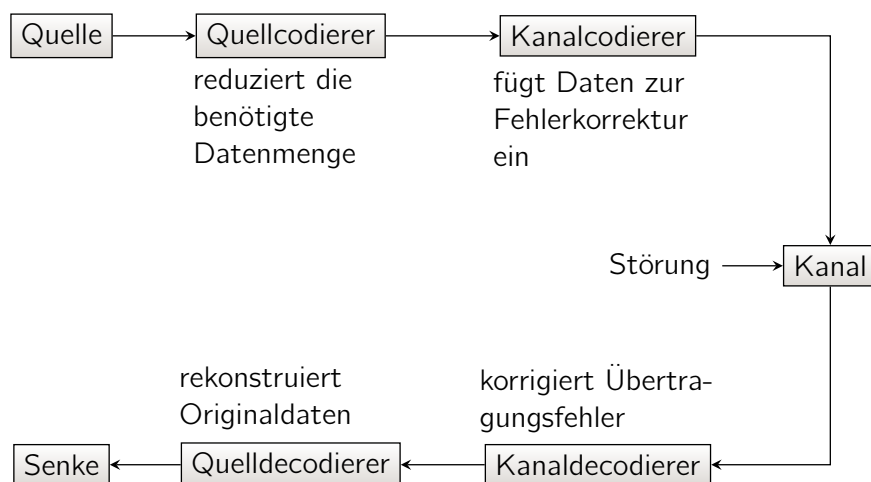 Quelle
Quellcodierer
Kanalcodierer
reduziert die
benötigte
Datenmenge
fügt Daten zur
Fehlerkorrektur
ein
Störung
Kanal
rekonstruiert
Originaldaten
korrigiert Übertra-
gungsfehler
Senke
Quelldecodierer
Kanaldecodierer